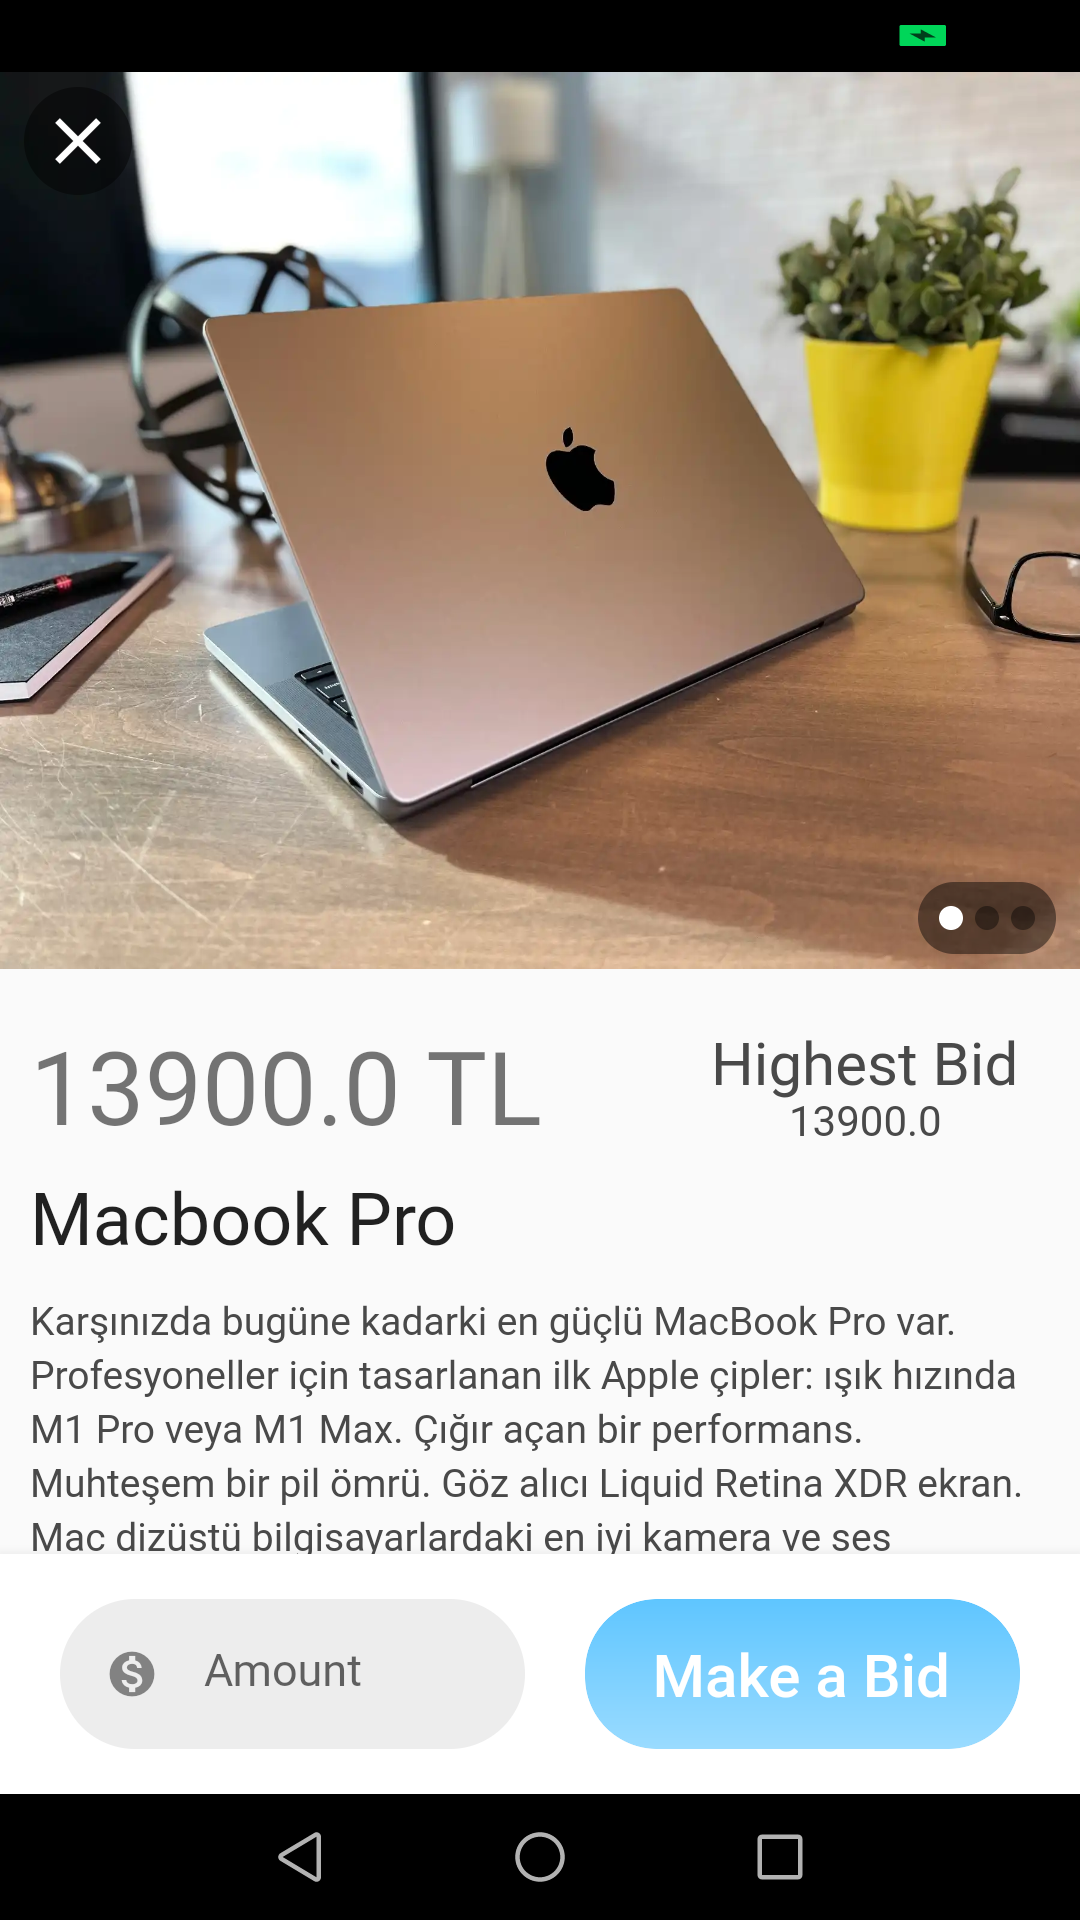 13900.0 TL
Highest Bid
13900.0
Macbook Pro
Karşınızda bugüne kadarki en güçlü MacBook Pro var.
Profesyoneller için tasarlanan ilk Apple çipler: ışık hızında
M1 Pro veya M1 Max. Çığır açan bir performans.
Muhteşem bir pil ömrü. Göz alıcı Liquid Retina XDR ekran.
Mac dizüstü bilgisayarlardaki en iyi kamera ve ses
Amount
Make a Bid